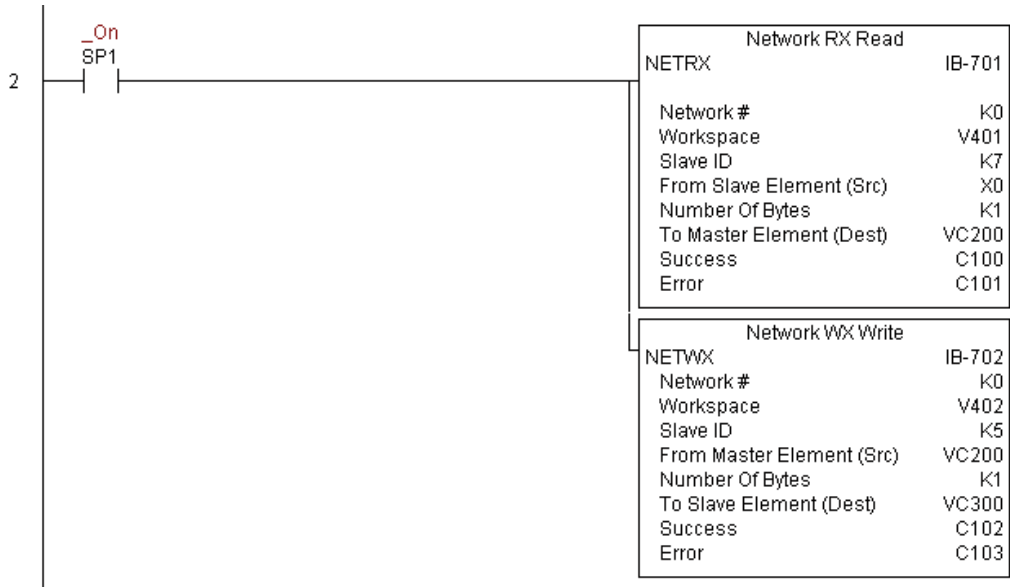 _On
SP1
2
Network RX Read
NETRX IB-701
Network # K0
Workspace V401
Slave ID K7
From Slave Element (Src) X0
Number Of Bytes K1
To Master Element (Dest) VC200
Success C100
Error C101
Network WX Write
NETWX IB-702
Network # K0
Workspace V402
Slave ID K5
From Master Element (Src) VC200
Number Of Bytes K1
To Slave Element (Dest) VC300
Success C102
Error C103